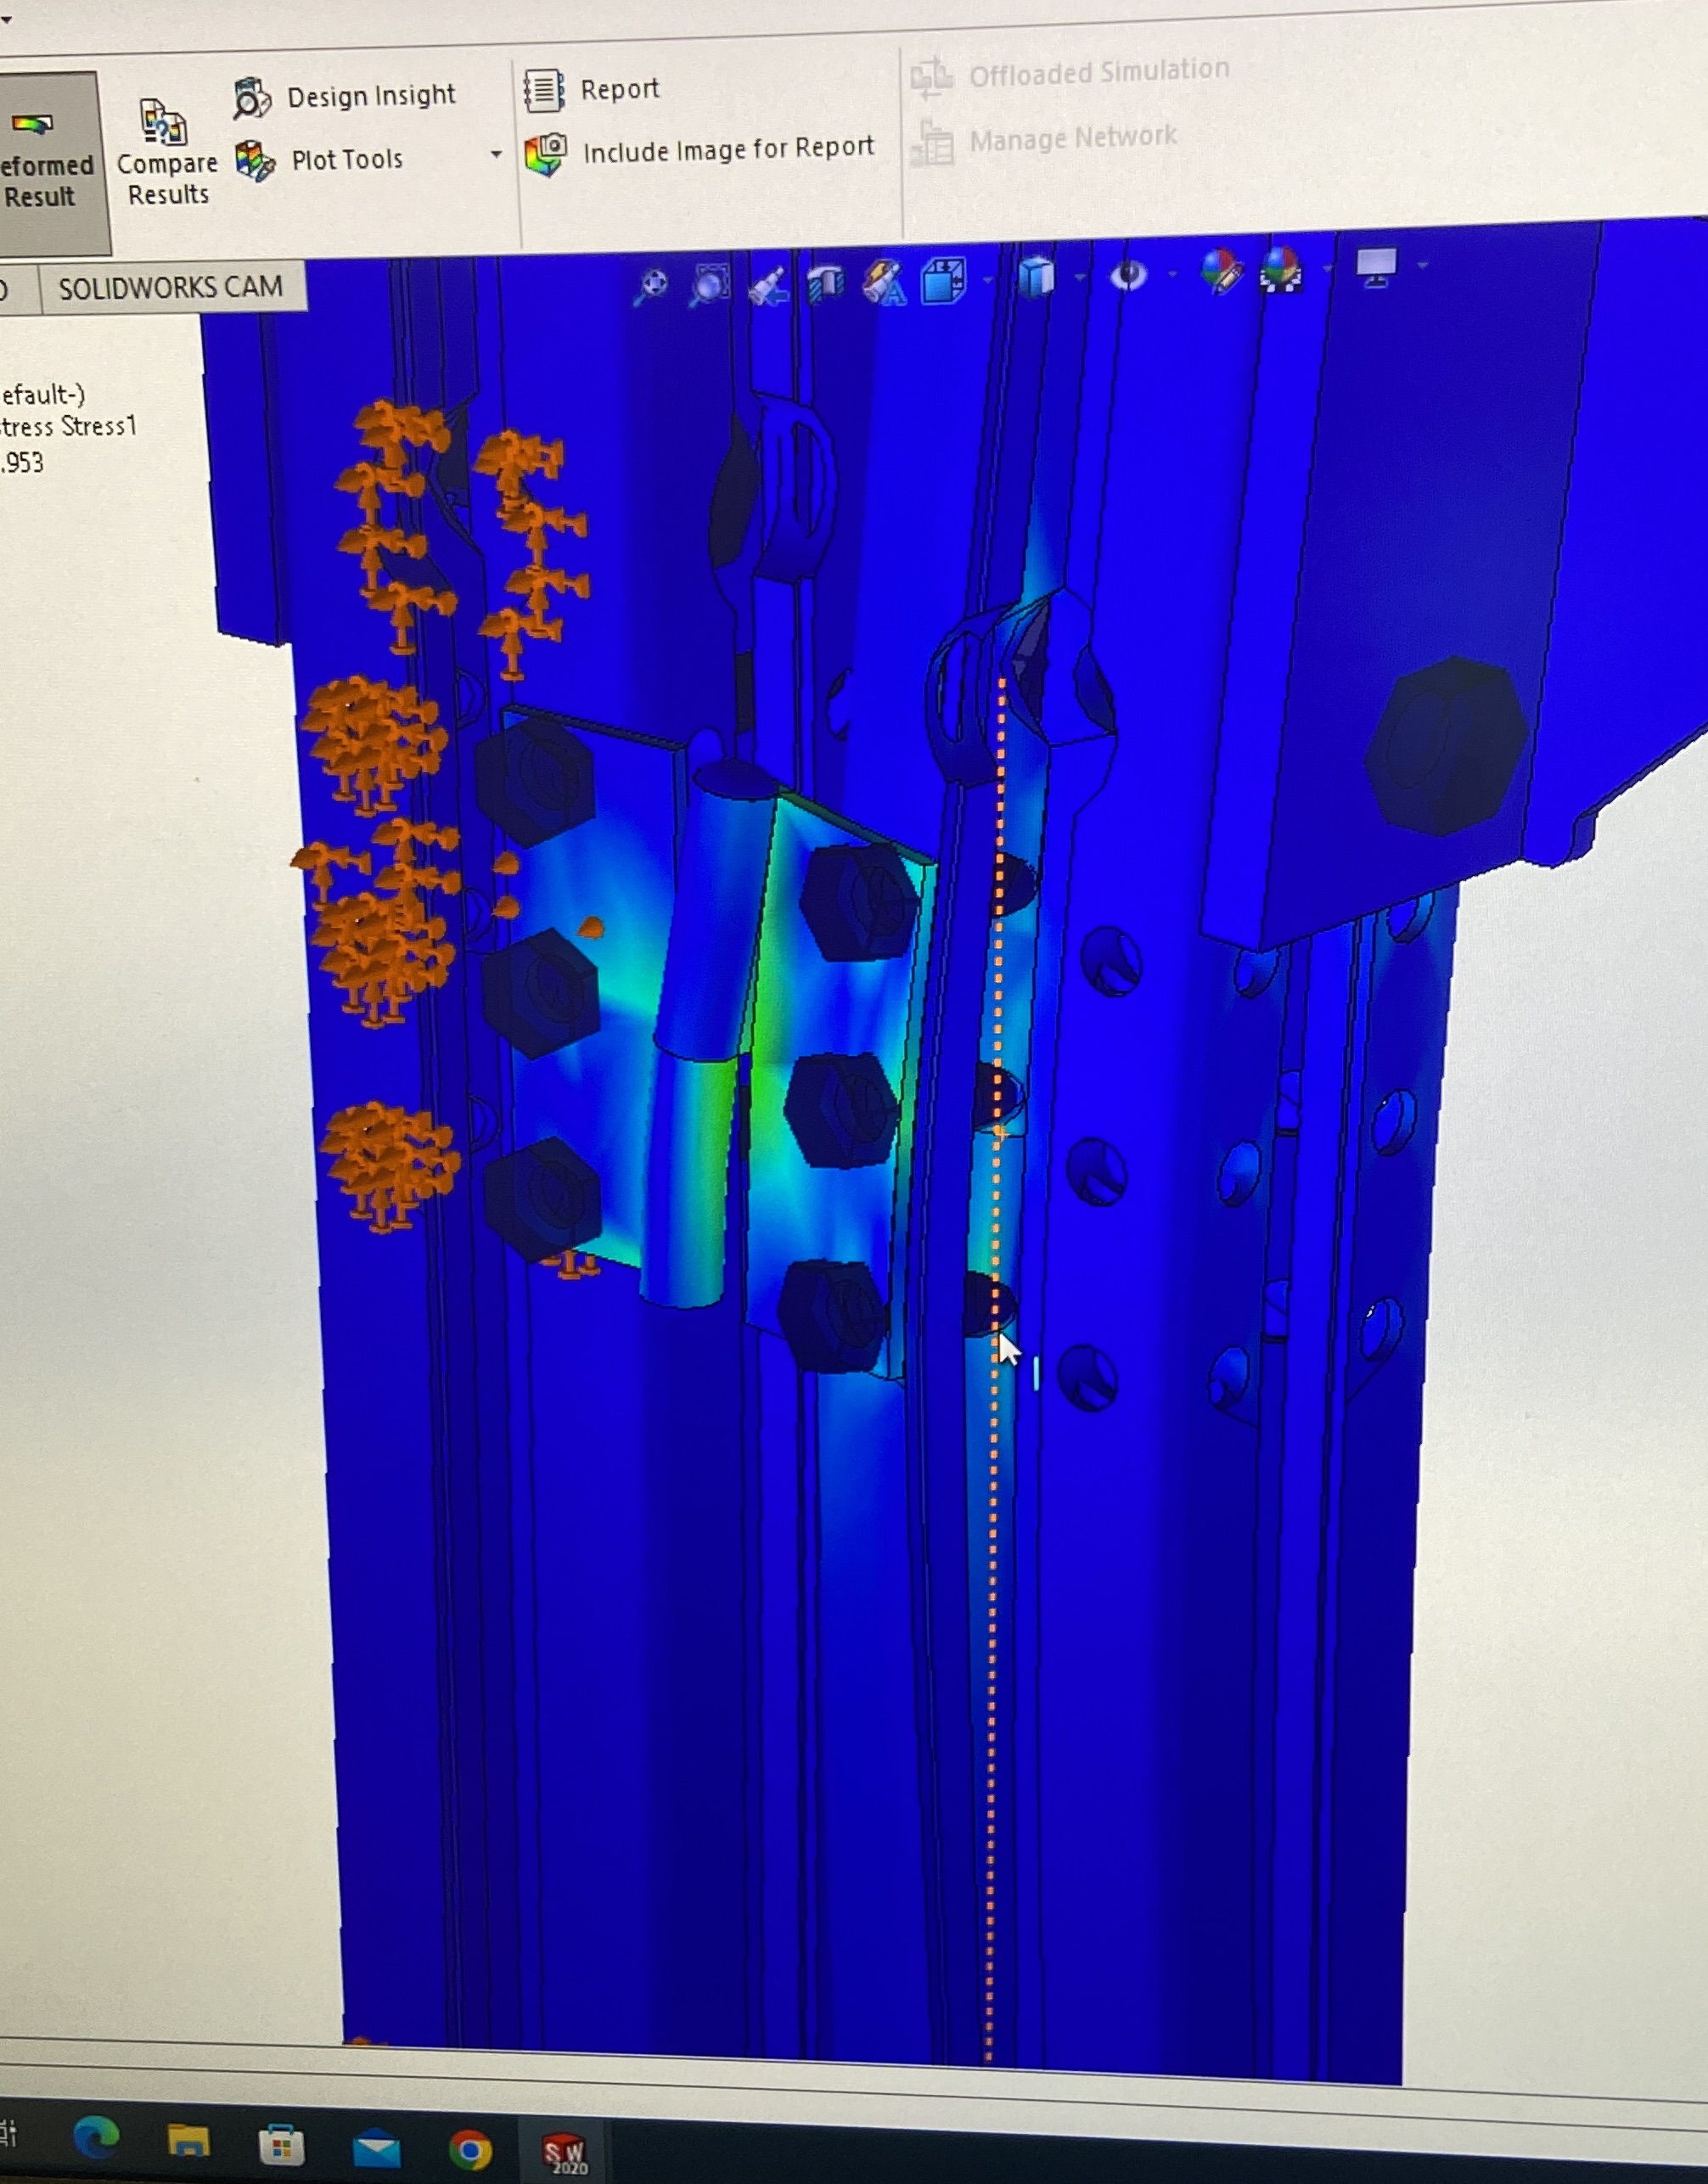 eformed
Result
Compare
Results
Design Insight
Plot Tools
Report
Include Image for Report
Offloaded Simulation
Manage Network
SOLIDWORKS CAM
efault-)
tress Stress1
.953
SW
2020